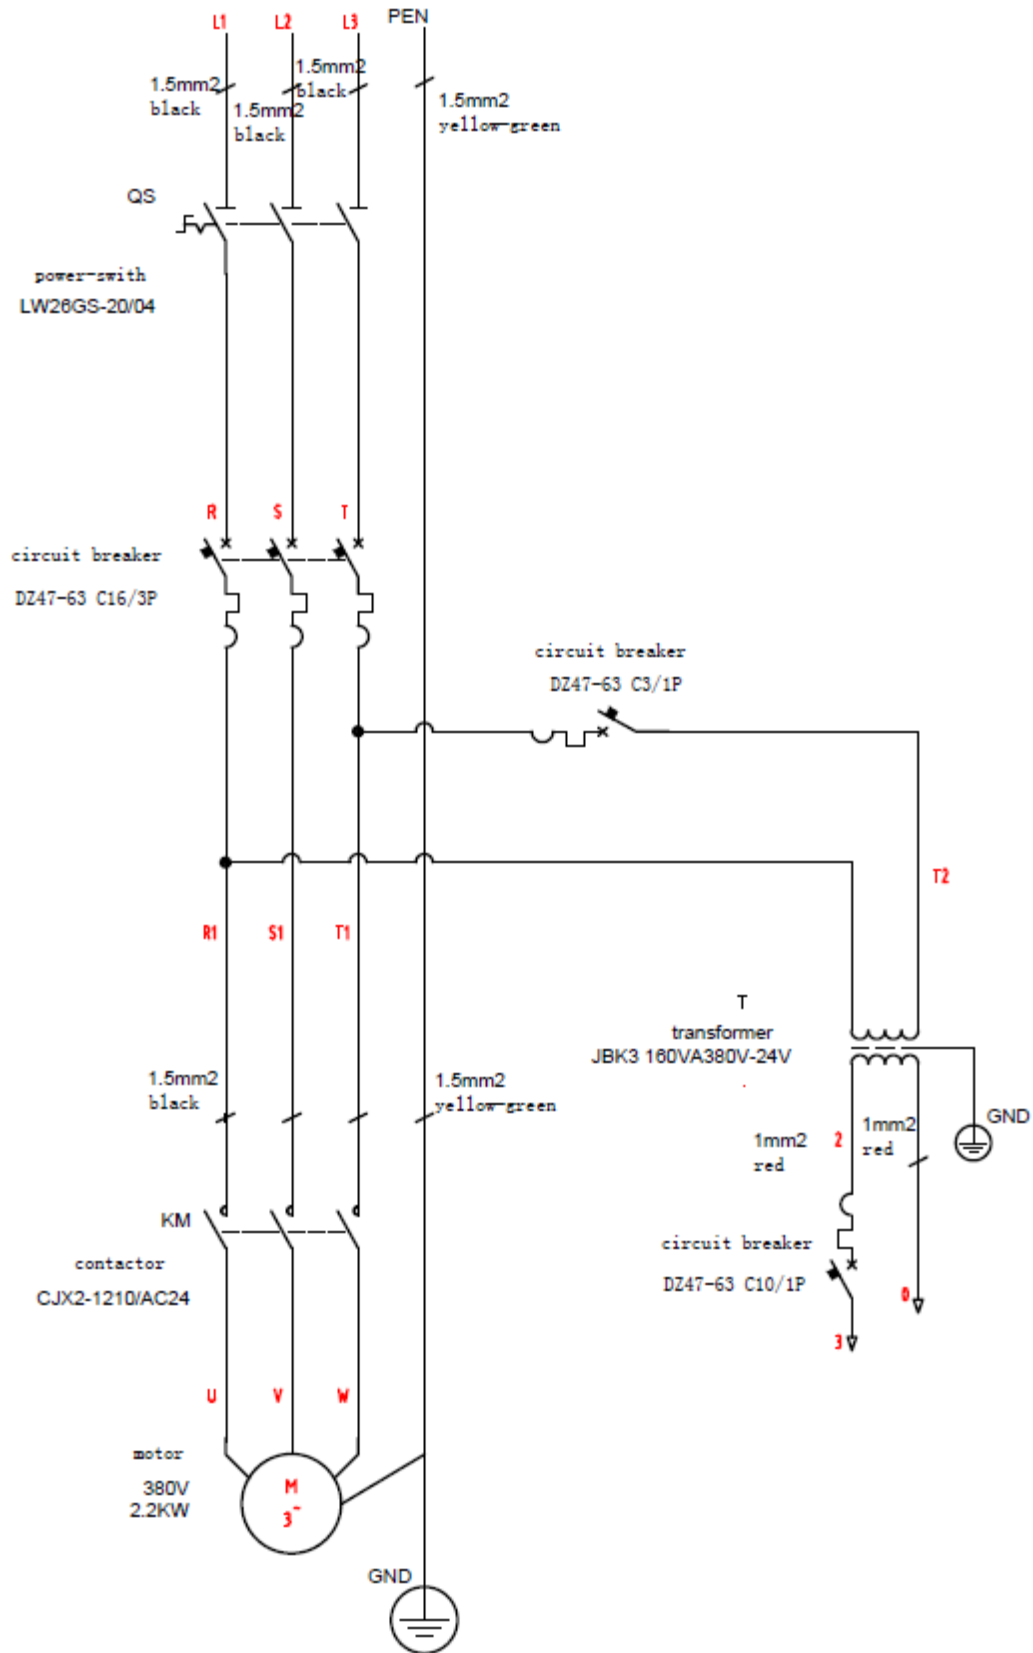 L1
L2
L3
PEN
1.5mm2
black
1.5mm2
black
1.5mm2
black
1.5mm2
yellow-green
QS
power-swith
LW26GS-20/04
R
S
T
circuit breaker
DZ47-63 C16/3P
circuit breaker
DZ47-63 C3/1P
T2
R1
S1
T1
T
transformer
JBK3 160VA380V-24V
1.5mm2
black
1.5mm2
yellow-green
GND
1mm2
red
2
1mm2
red
KM
contactor
CJX2-1210/AC24
circuit breaker
DZ47-63 C10/1P
0
3
U
V
W
motor
380V
2.2KW
M
3~
GND